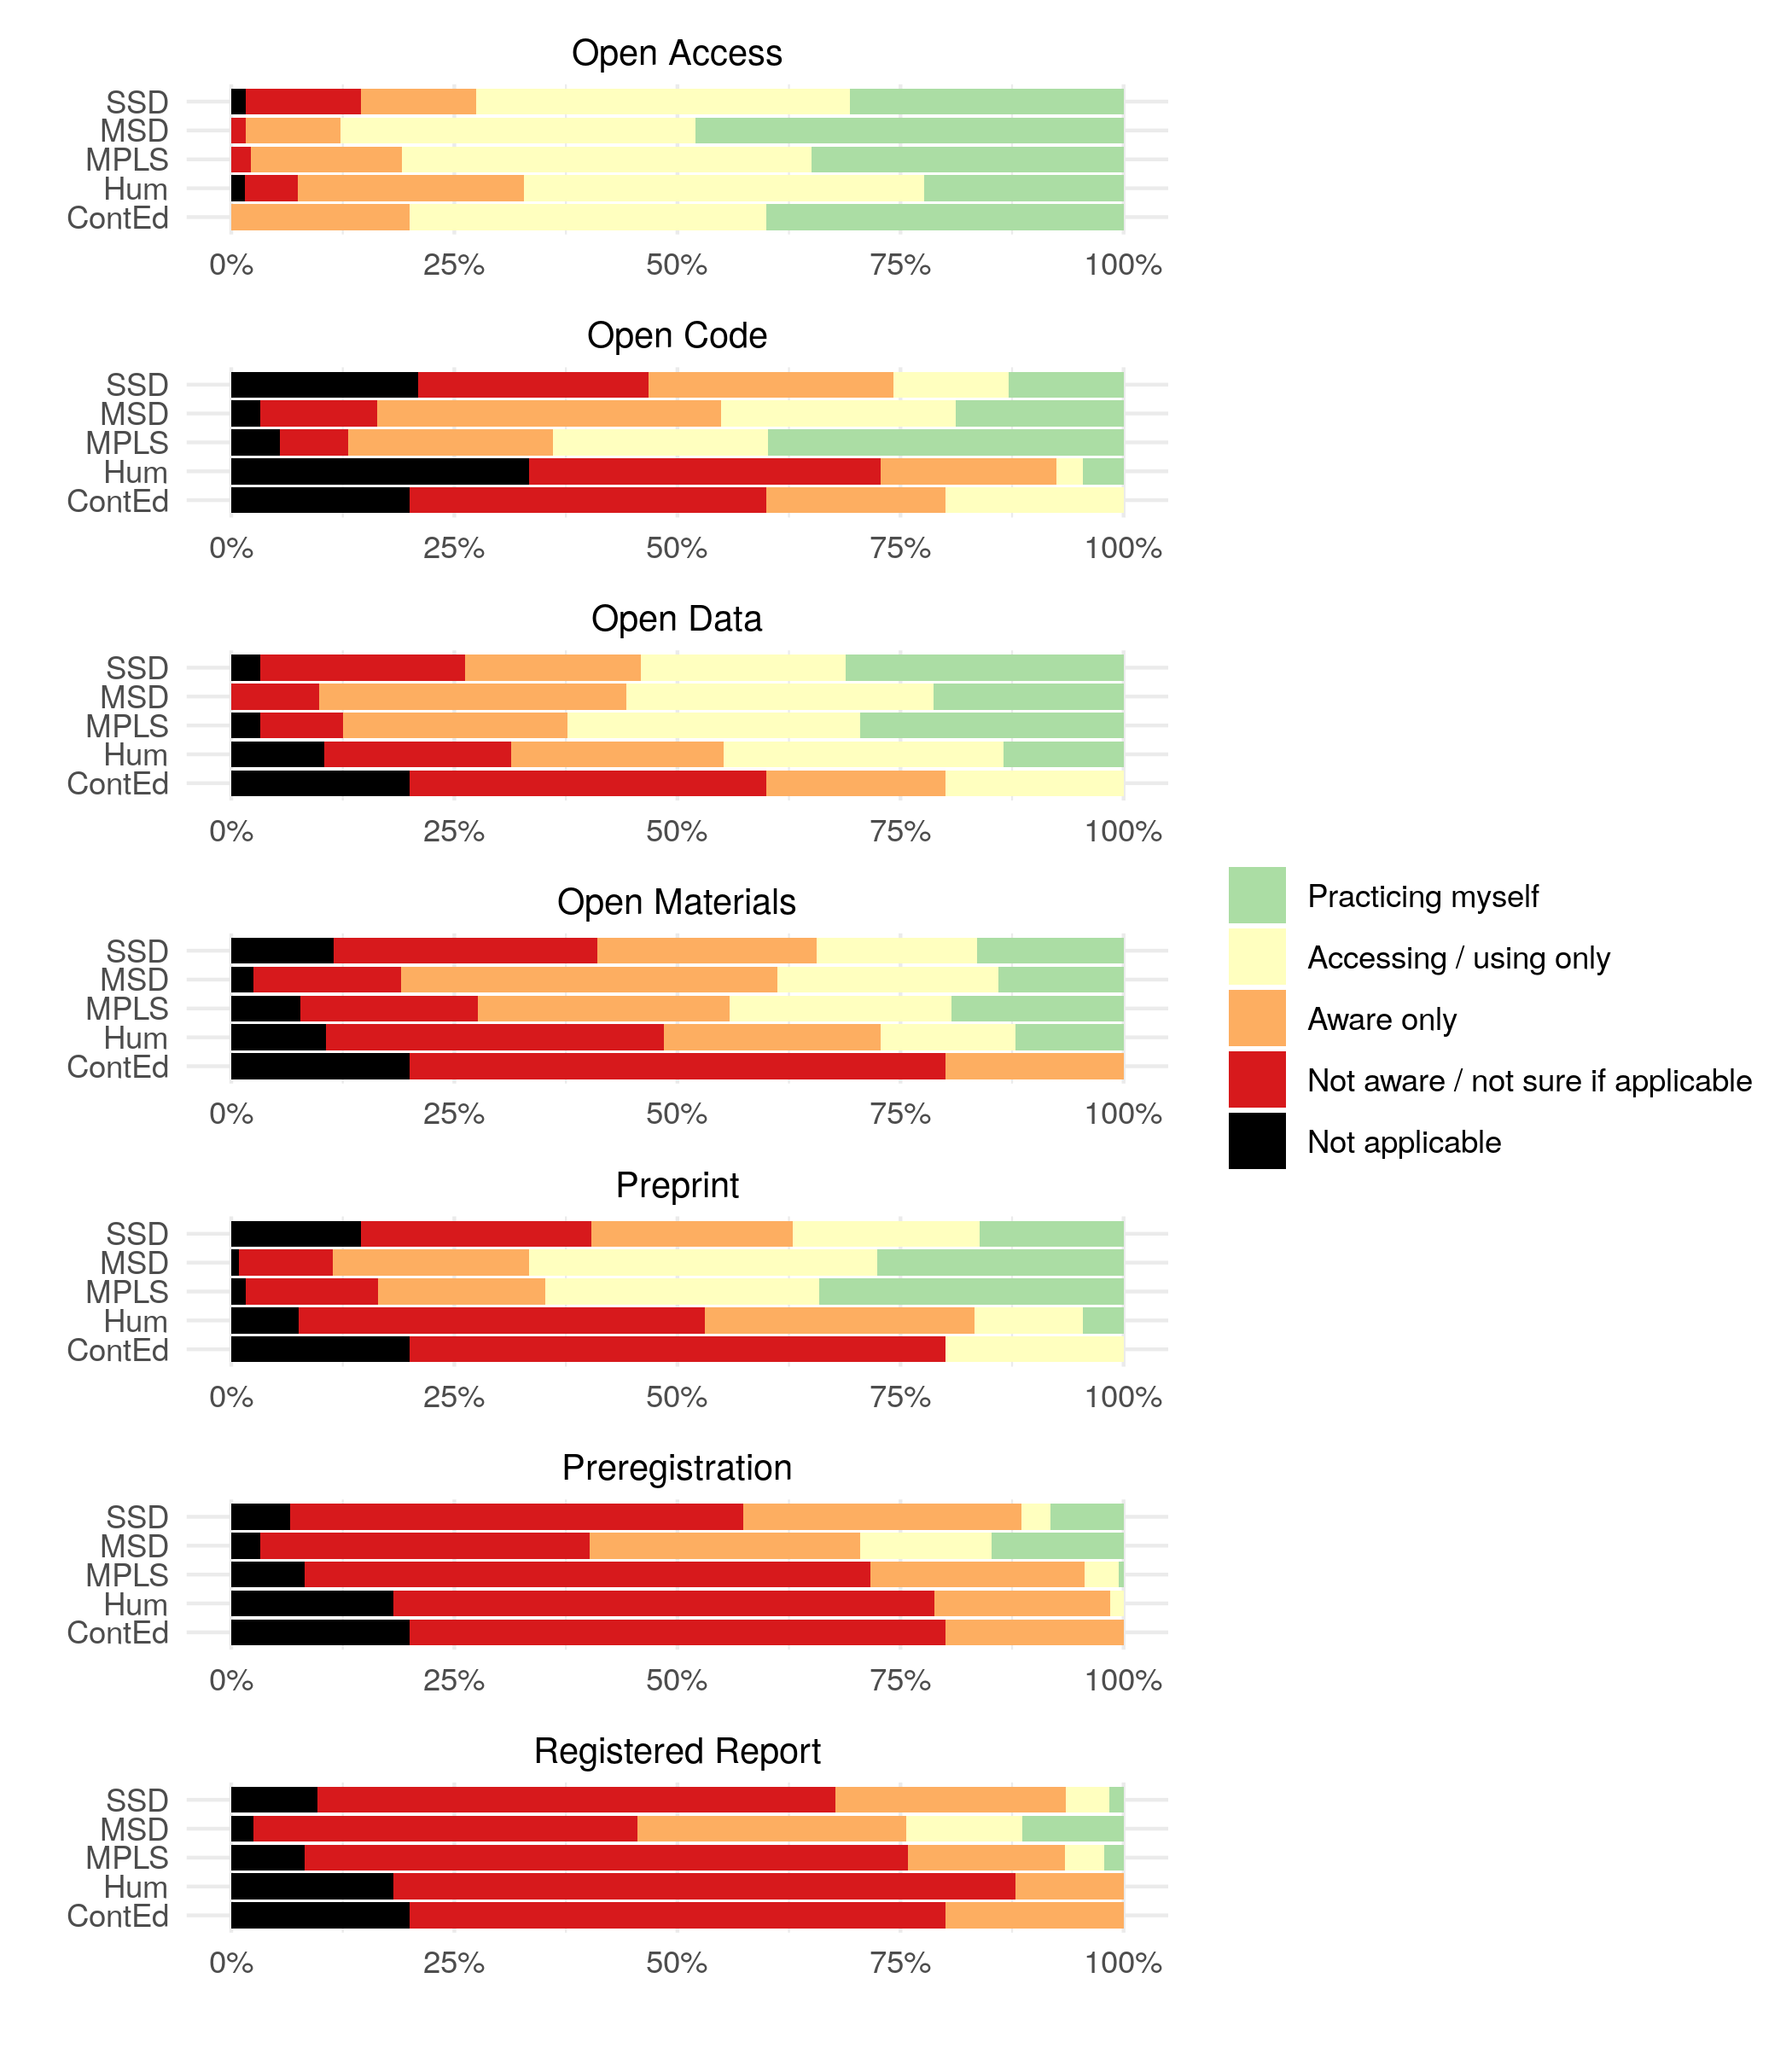 Open Access
SSD
MSD
MPLS
Hum
ContEd
0% 25% 50% 75% 100%
Open Code
SSD
MSD
MPLS
Hum
ContEd
0% 25% 50% 75% 100%
Open Data
SSD
MSD
MPLS
Hum
ContEd
0% 25% 50% 75% 100%
Open Materials
SSD
MSD
MPLS
Hum
ContEd
0% 25% 50% 75% 100%
Preprint
SSD
MSD
MPLS
Hum
ContEd
0% 25% 50% 75% 100%
Preregistration
SSD
MSD
MPLS
Hum
ContEd
0% 25% 50% 75% 100%
Registered Report
SSD
MSD
MPLS
Hum
ContEd
0% 25% 50% 75% 100%
Practicing myself
Accessing / using only
Aware only
Not aware / not sure if applicable
Not applicable